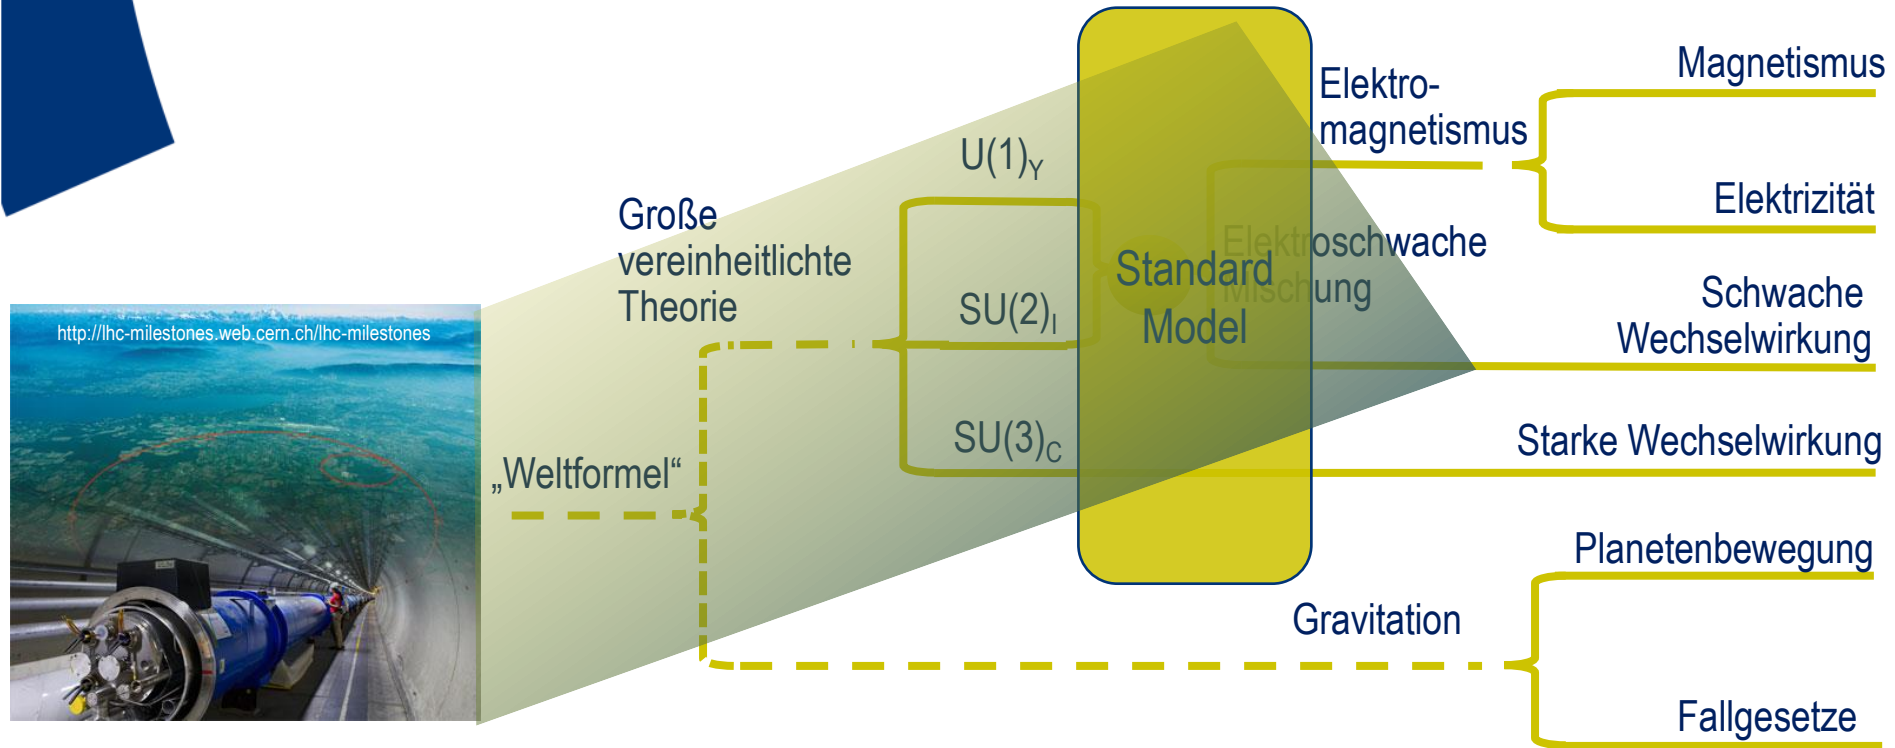 http://lhc-milestones.web.cern.ch/lhc-milestones
„Weltformel“
Große
vereinheitlichte
Theorie
U(1)Y
SU(2)I
SU(3)C
Standard
Model
Elektroschwache
Mischung
Elektro-
magnetismus
Magnetismus
Elektrizität
Schwache
Wechselwirkung
Starke Wechselwirkung
Gravitation
Planetenbewegung
Fallgesetze